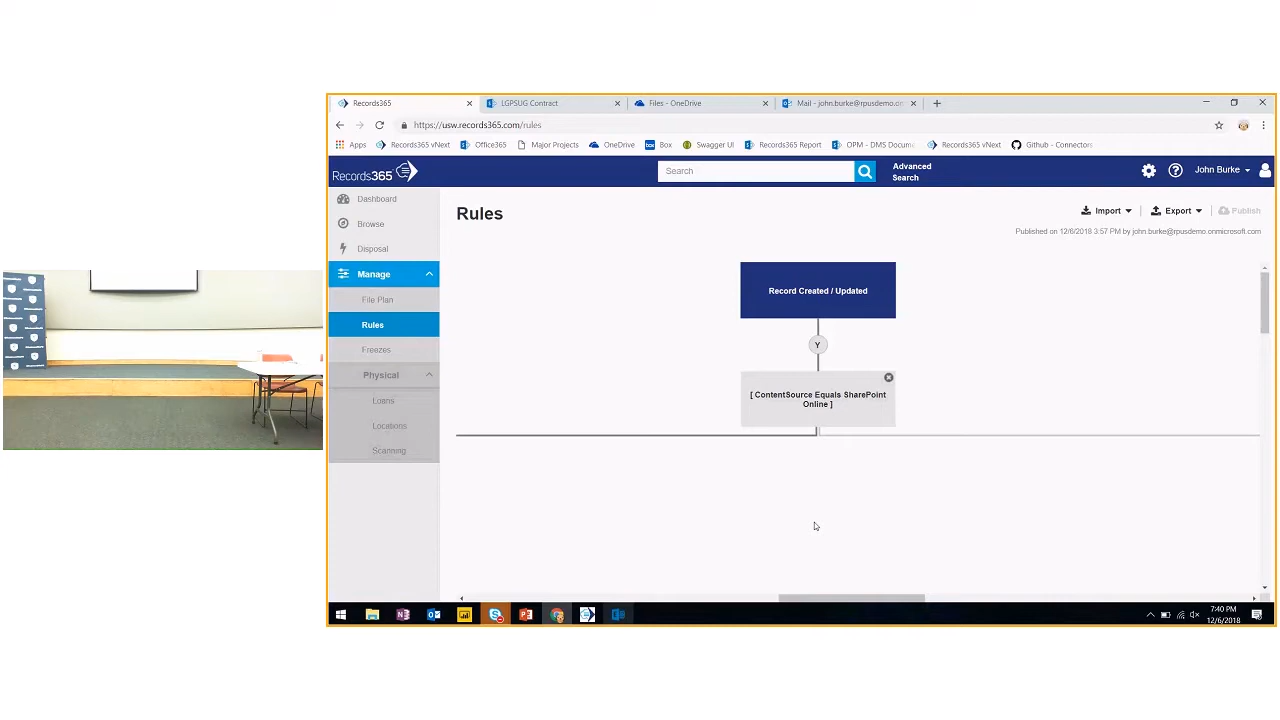 Records365
LGPSUG Contract
Files - OneDrive
Mail - john.burke@rpusdemo.on
https://usw.records365.com/rules
Apps
Records365 vNext
Office365
Major Projects
OneDrive
Box
Swagger UI
Records365 Report
OPM - DMS Docum
Records365 vNext
Github - Connectors
Records365
Search
Advanced
Search
John Burke
Dashboard
Browse
Disposal
Manage
File Plan
Rules
Freezes
Physical
Loans
Locations
Scanning
Rules
Import
Export
Publish
Published on 12/6/2018 3:57 PM by john.burke@rpusdemo.onmicrosoft.com
Record Created / Updated
Y
[ ContentSource Equals SharePoint
Online ]
7:40 PM
12/6/2018